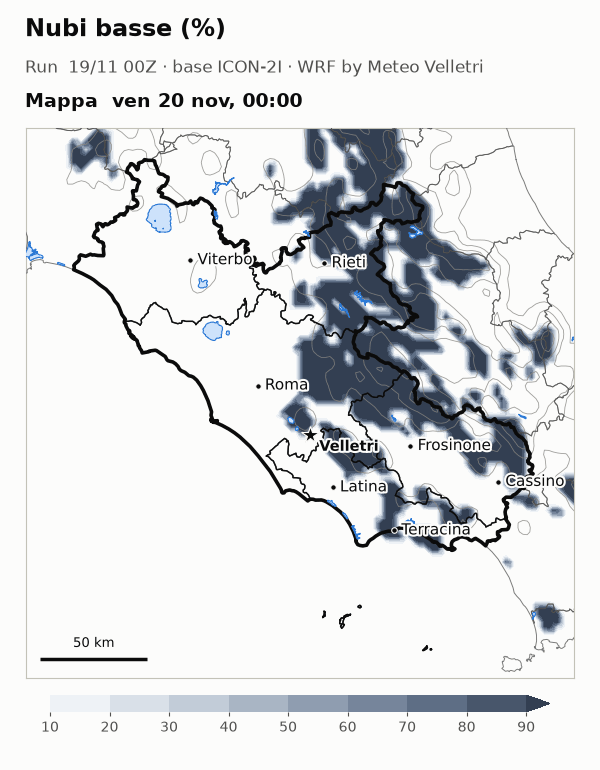 Nubi basse (%)
Run  19/11 00Z · base ICON-2I · WRF by Meteo Velletri
Mappa  ven 20 nov, 00:00
Viterbo
Rieti
Roma
Velletri
Frosinone
Latina
Cassino
Terracina
50 km
10 20 30 40 50 60 70 80 90